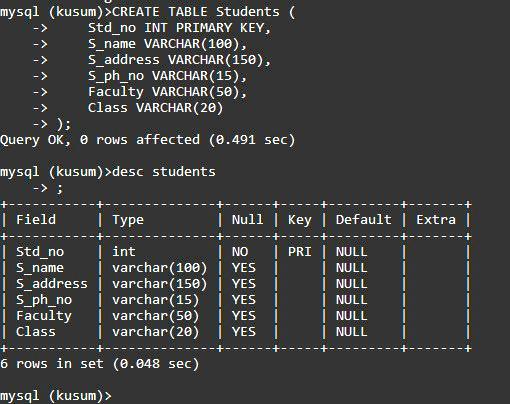 mysql (kusum)>CREATE TABLE Students (
    ->     Std_no INT PRIMARY KEY,
    ->     S_name VARCHAR(100),
    ->     S_address VARCHAR(150),
    ->     S_ph_no VARCHAR(15),
    ->     Faculty VARCHAR(50),
    ->     Class VARCHAR(20)
    -> );
Query OK, 0 rows affected (0.491 sec)

mysql (kusum)>desc students
    -> ;
+-----------+--------------+------+-----+---------+-------+
| Field     | Type         | Null | Key | Default | Extra |
+-----------+--------------+------+-----+---------+-------+
| Std_no    | int          | NO   | PRI | NULL    |       |
| S_name    | varchar(100) | YES  |     | NULL    |       |
| S_address | varchar(150) | YES  |     | NULL    |       |
| S_ph_no   | varchar(15)  | YES  |     | NULL    |       |
| Faculty   | varchar(50)  | YES  |     | NULL    |       |
| Class     | varchar(20)  | YES  |     | NULL    |       |
+-----------+--------------+------+-----+---------+-------+
6 rows in set (0.048 sec)

mysql (kusum)>